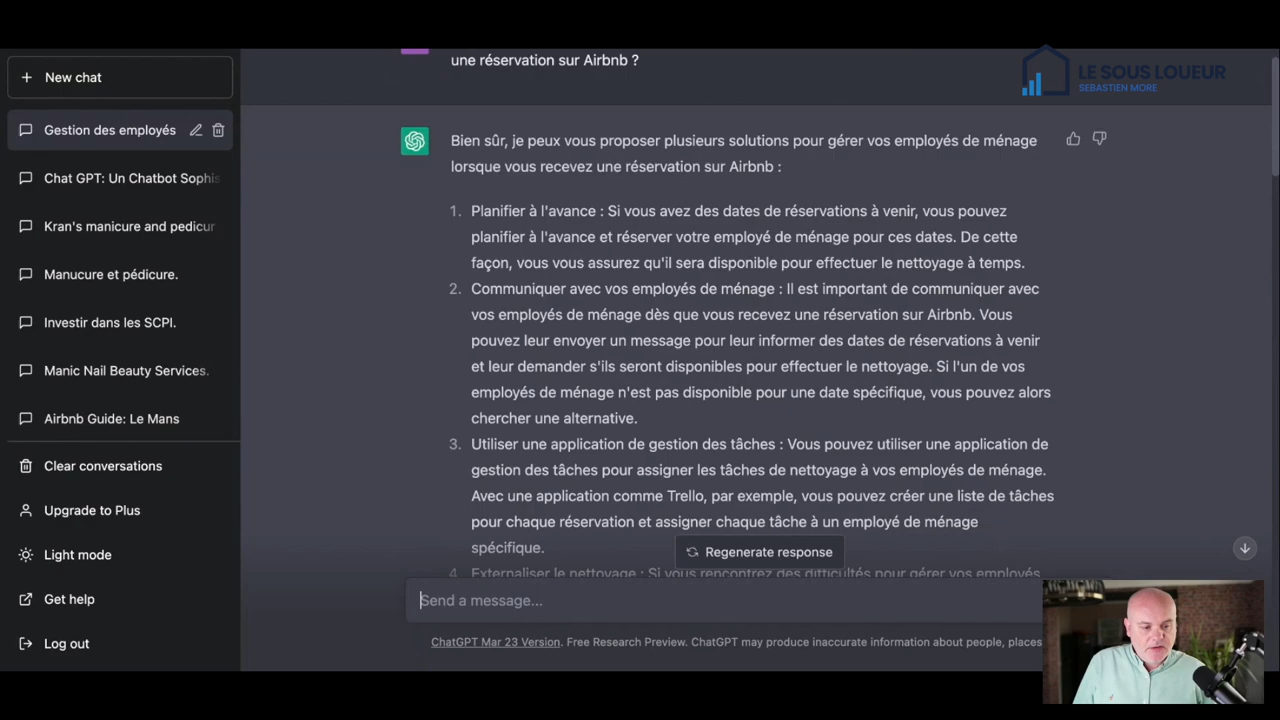 New chat
Gestion des employés
Chat GPT: Un Chatbot Sophis
Kran's manicure and pedicur
Manucure et pédicure.
Investir dans les SCPI.
Manic Nail Beauty Services.
Airbnb Guide: Le Mans
Clear conversations
Upgrade to Plus
Light mode
Get help
Log out
une réservation sur Airbnb ?
LE SOUS LOUEUR
SEBASTIEN MORE
Bien sûr, je peux vous proposer plusieurs solutions pour gérer vos employés de ménage
lorsque vous recevez une réservation sur Airbnb :
1. Planifier à l'avance : Si vous avez des dates de réservations à venir, vous pouvez
planifier à l'avance et réserver votre employé de ménage pour ces dates. De cette
façon, vous vous assurez qu'il sera disponible pour effectuer le nettoyage à temps.
2. Communiquer avec vos employés de ménage : Il est important de communiquer avec
vos employés de ménage dès que vous recevez une réservation sur Airbnb. Vous
pouvez leur envoyer un message pour leur informer des dates de réservations à venir
et leur demander s'ils seront disponibles pour effectuer le nettoyage. Si l'un de vos
employés de ménage n'est pas disponible pour une date spécifique, vous pouvez alors
chercher une alternative.
3. Utiliser une application de gestion des tâches : Vous pouvez utiliser une application de
gestion des tâches pour assigner les tâches de nettoyage à vos employés de ménage.
Avec une application comme Trello, par exemple, vous pouvez créer une liste de tâches
pour chaque réservation et assigner chaque tâche à un employé de ménage
spécifique.
4. Externaliser le nettoyage : Si vous rencontrez des difficultés pour gérer vos employés
Regenerate response
Send a message...
ChatGPT Mar 23 Version. Free Research Preview. ChatGPT may produce inaccurate information about people, places